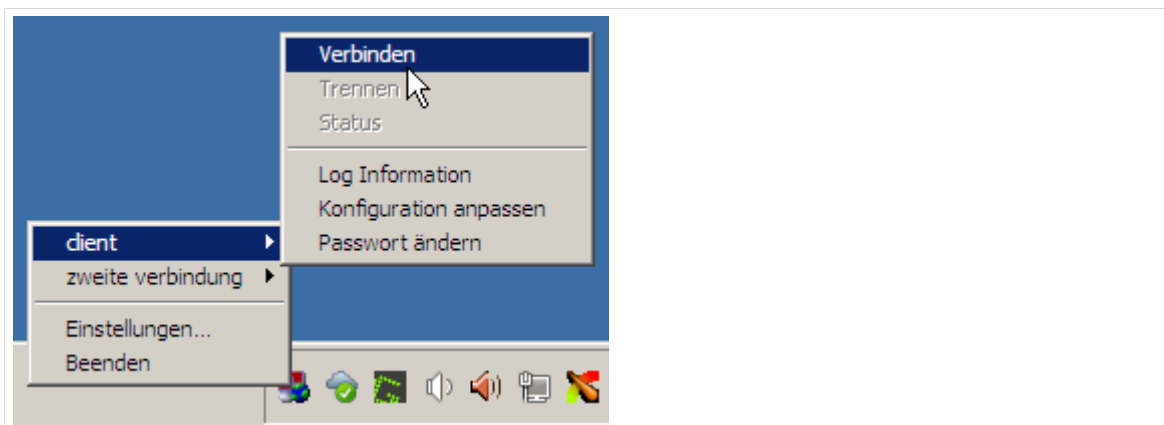 Verbinden
Trennen
Status
Log Information
Konfiguration anpassen
Passwort ändern
client
zweite verbindung
Einstellungen...
Beenden